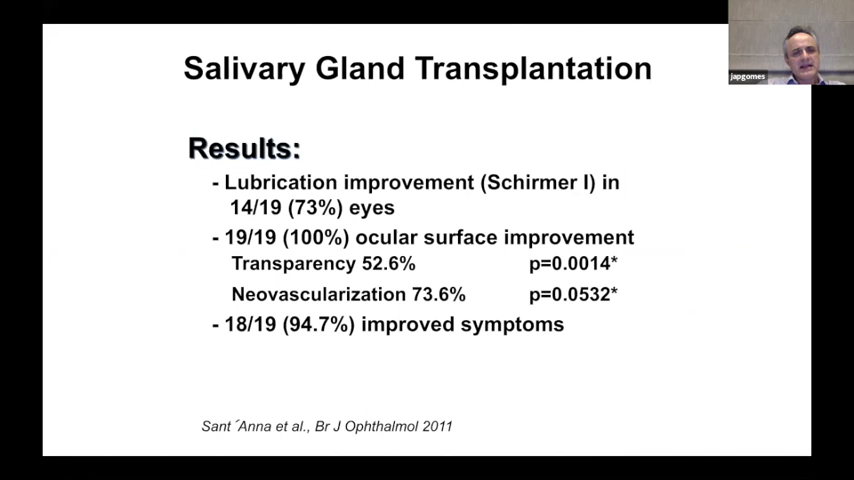 Salivary Gland Transplantation
japgomes
Results:
- Lubrication improvement (Schirmer I) in
14/19 (73%) eyes
- 19/19 (100%) ocular surface improvement
Transparency 52.6% p=0.0014*
Neovascularization 73.6% p=0.0532*
- 18/19 (94.7%) improved symptoms
Sant´Anna et al., Br J Ophthalmol 2011